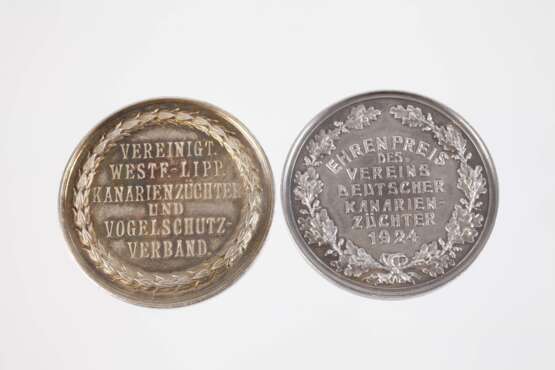 VEREINIGT.
WESTF.-LIPP.
KANARIENZÜCHTER
UND
VOGELSCHUTZ-
VERBAND.
EHRENPREIS
DES
VEREINS
DEUTSCHER
KANARIEN-
ZÜCHTER
1924